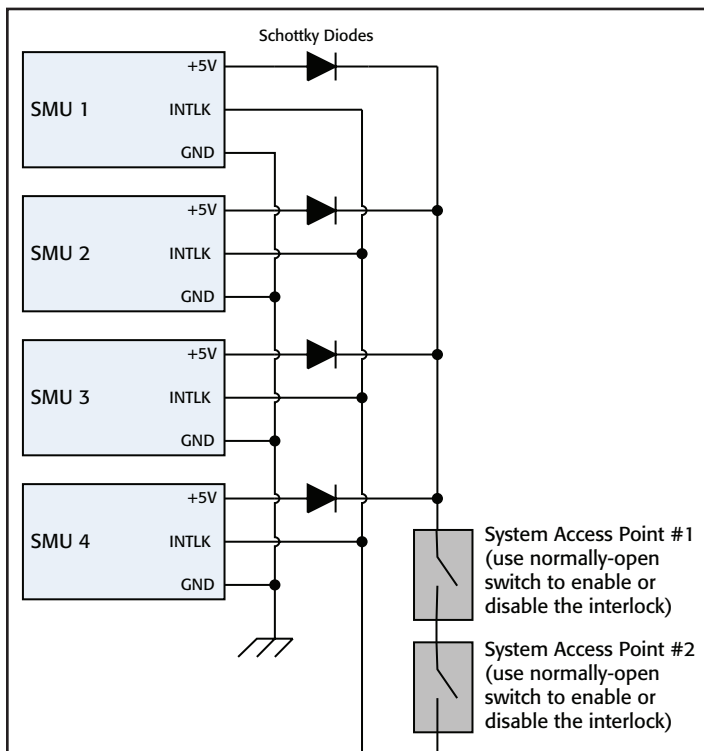 Schottky Diodes
+5V
SMU 1
INTLK
GND
+5V
SMU 2
INTLK
GND
+5V
SMU 3
INTLK
GND
+5V
SMU 4
INTLK
GND
System Access Point #1
(use normally-open
switch to enable or
disable the interlock)
System Access Point #2
(use normally-open
switch to enable or
disable the interlock)